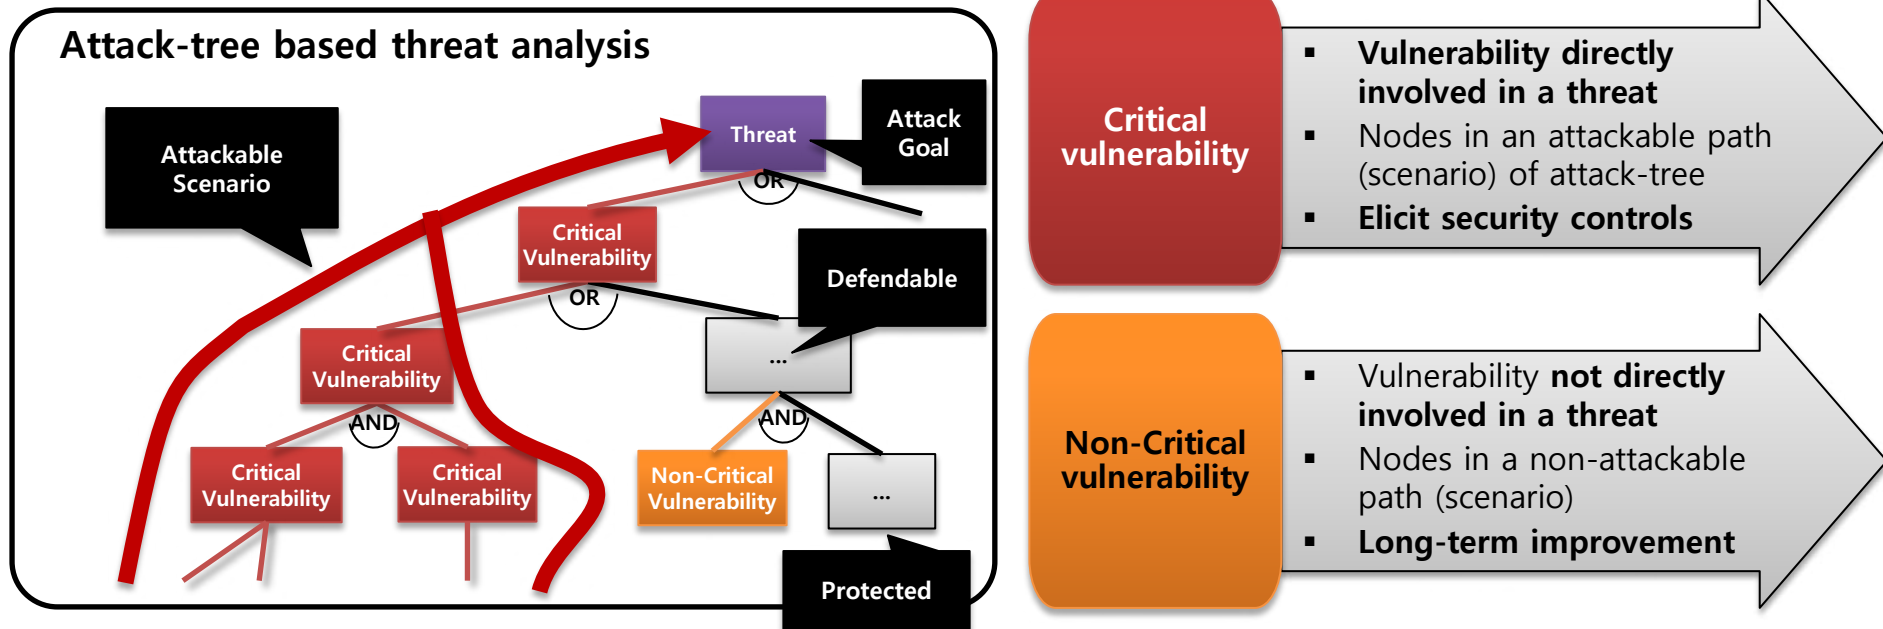 Attack-tree based threat analysis
Attackable
Scenario
Threat
Attack
Goal
OR
Critical
Vulnerability
Defendable
OR
Critical
Vulnerability
...
AND
AND
Critical
Vulnerability
Critical
Vulnerability
Non-Critical
Vulnerability
...
Protected
Critical
vulnerability
▪ Vulnerability directly
involved in a threat
▪ Nodes in an attackable path
(scenario) of attack-tree
▪ Elicit security controls
Non-Critical
vulnerability
▪ Vulnerability not directly
involved in a threat
▪ Nodes in a non-attackable
path (scenario)
▪ Long-term improvement